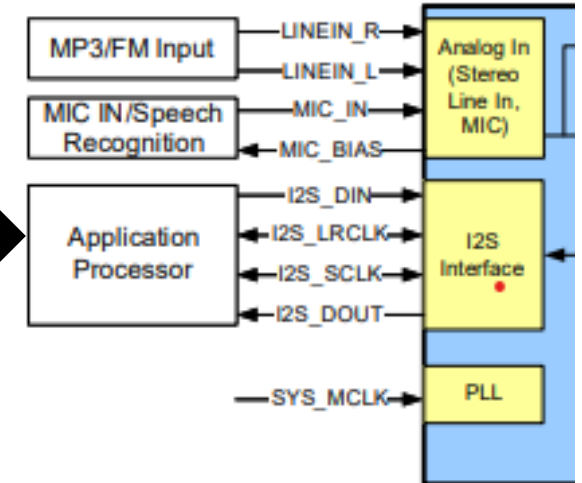 MP3/FM Input
LINEIN_R
LINEIN_L
Analog In
(Stereo
Line In,
MIC)
MIC IN/Speech
Recognition
MIC_IN
MIC_BIAS
Application
Processor
I2S_DIN
I2S_LRCLK
I2S_SCLK
I2S_DOUT
I2S
Interface
SYS_MCLK
PLL